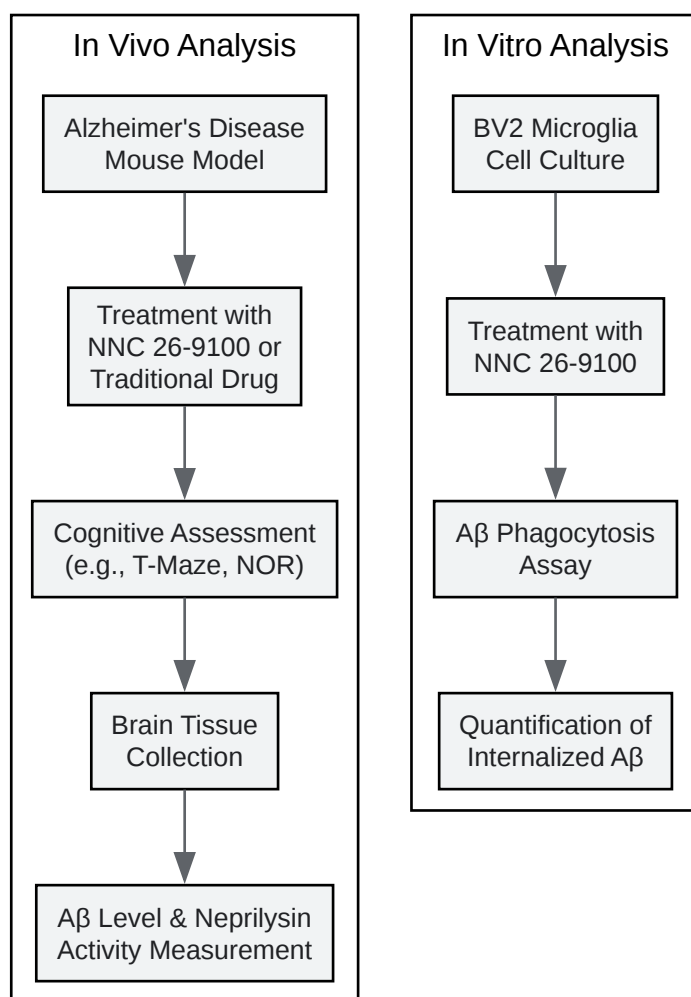 In Vivo Analysis
Alzheimer's Disease
Mouse Model
Treatment with
NNC 26-9100 or
Traditional Drug
Cognitive Assessment
(e.g., T-Maze, NOR)
Brain Tissue
Collection
Aβ Level & Neprilysin
Activity Measurement
In Vitro Analysis
BV2 Microglia
Cell Culture
Treatment with
NNC 26-9100
Aβ Phagocytosis
Assay
Quantification of
Internalized Aβ